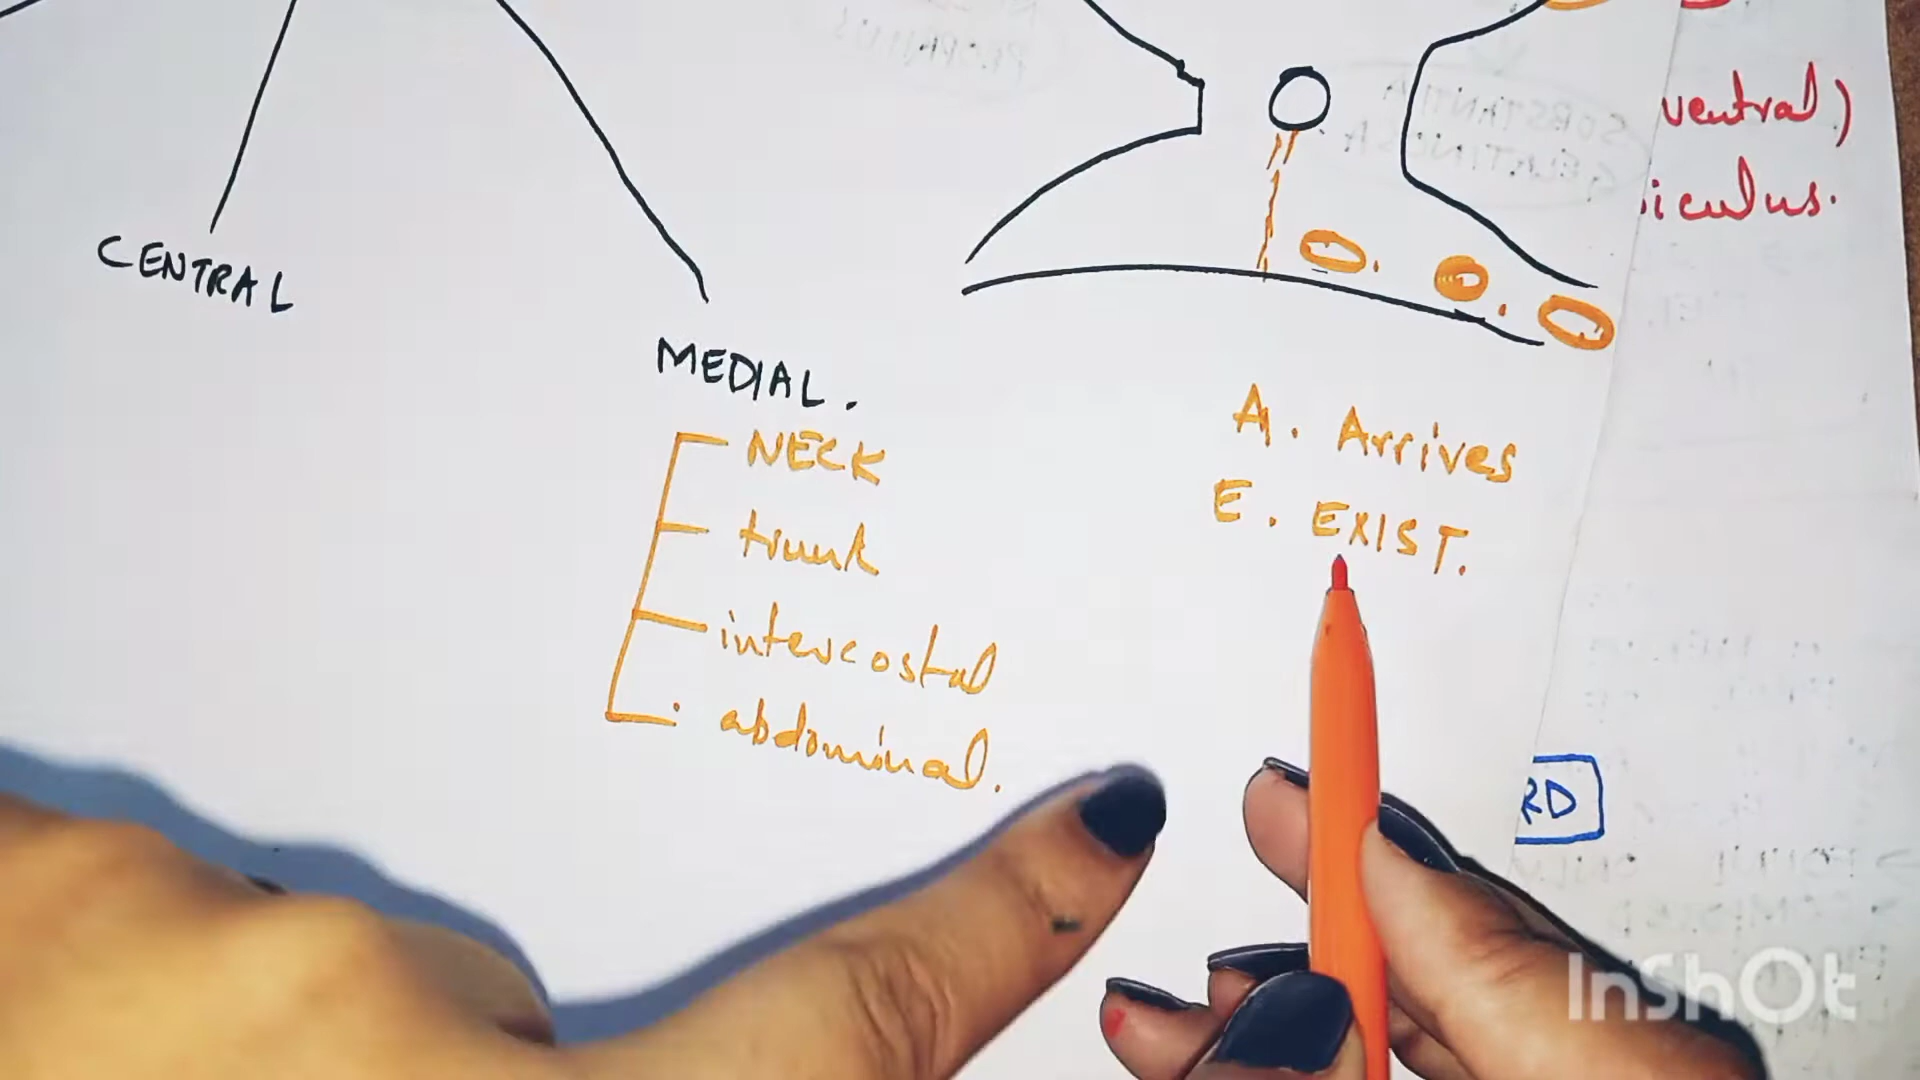 ventral)
iculus.
CENTRAL
MEDIAL.
NECK
trunk
intercostal
abdominal.
A. Arrives
E. EXIST.
RD
InShOt